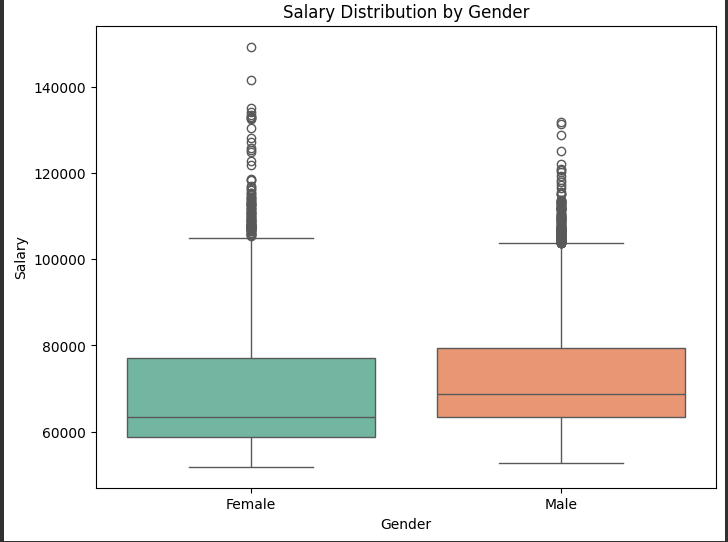 Salary Distribution by Gender
140000
120000
100000
80000
60000
Salary
Female
Male
Gender